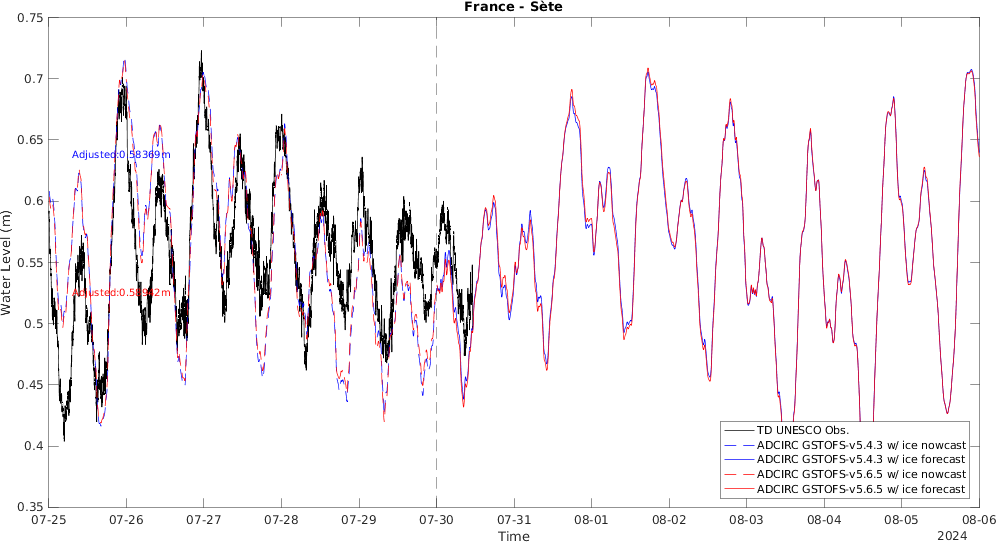 France - Sète
0.75
0.7
0.65
0.6
0.55
0.5
0.45
0.4
0.35
Water Level (m)
Adjusted:0.58369m
TD UNESCO Obs.
ADCIRC GSTOFS-v5.4.3 w/ ice nowcast
ADCIRC GSTOFS-v5.4.3 w/ ice forecast
ADCIRC GSTOFS-v5.6.5 w/ ice nowcast
ADCIRC GSTOFS-v5.6.5 w/ ice forecast
07-25 07-26 07-27 07-28 07-29 07-30 07-31 08-01 08-02 08-03 08-04 08-05 08-06
Time
2024